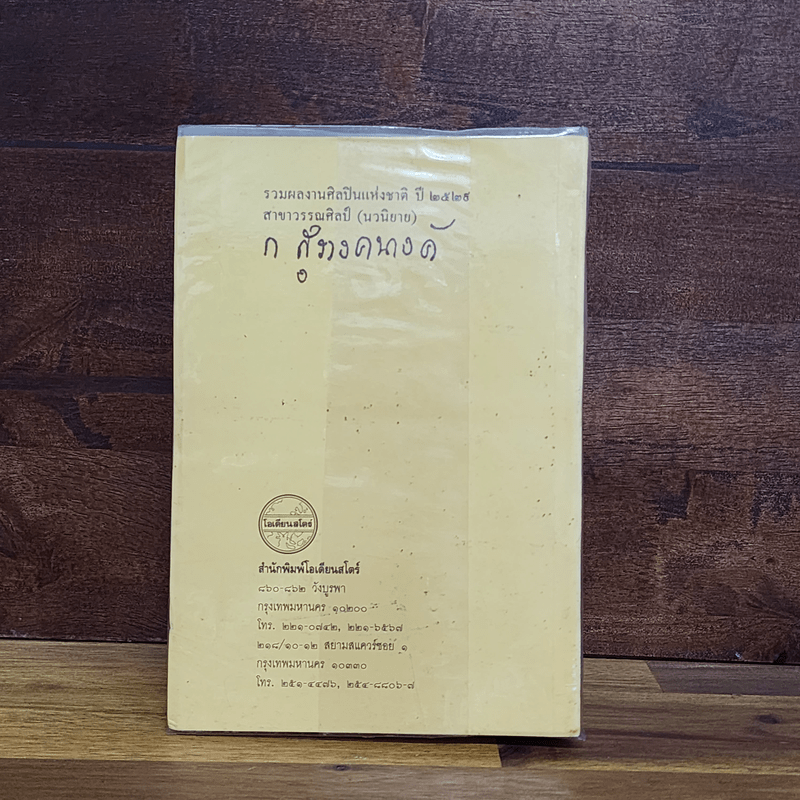 รวมผลงานศิลปินแห่งชาติ ปี ๒๕๒๙
สาขาวรรณศิลป์ (นวนิยาย)
ก สุรางคนางค์
โอเดียนสโตร์
สำนักพิมพ์โอเดียนสโตร์
๘๖๐-๘๖๒ วังบูรพา
กรุงเทพมหานคร ๑๐๒๐๐
โทร. ๒๒๑-๐๗๔๒, ๒๒๑-๖๕๖๗
๒๑๘/๑๐-๑๒ สยามสแควร์ซอย ๑
กรุงเทพมหานคร ๑๐๓๓๐
โทร. ๒๕๑-๔๔๗๖, ๒๕๔-๘๘๐๖-๗